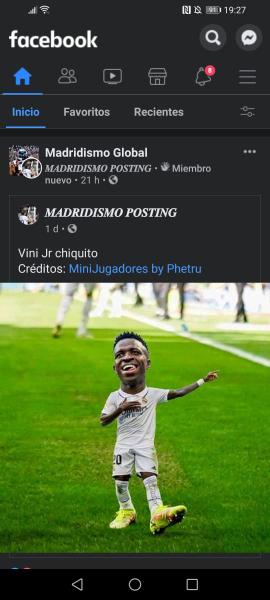 19:27
facebook
8
Inicio Favoritos Recientes
Madridismo Global
MADRIDISMO POSTING · Miembro
nuevo · 21 h ·
MADRIDISMO POSTING
1 d ·
Vini Jr chiquito
Créditos: MiniJugadores by Phetru
20